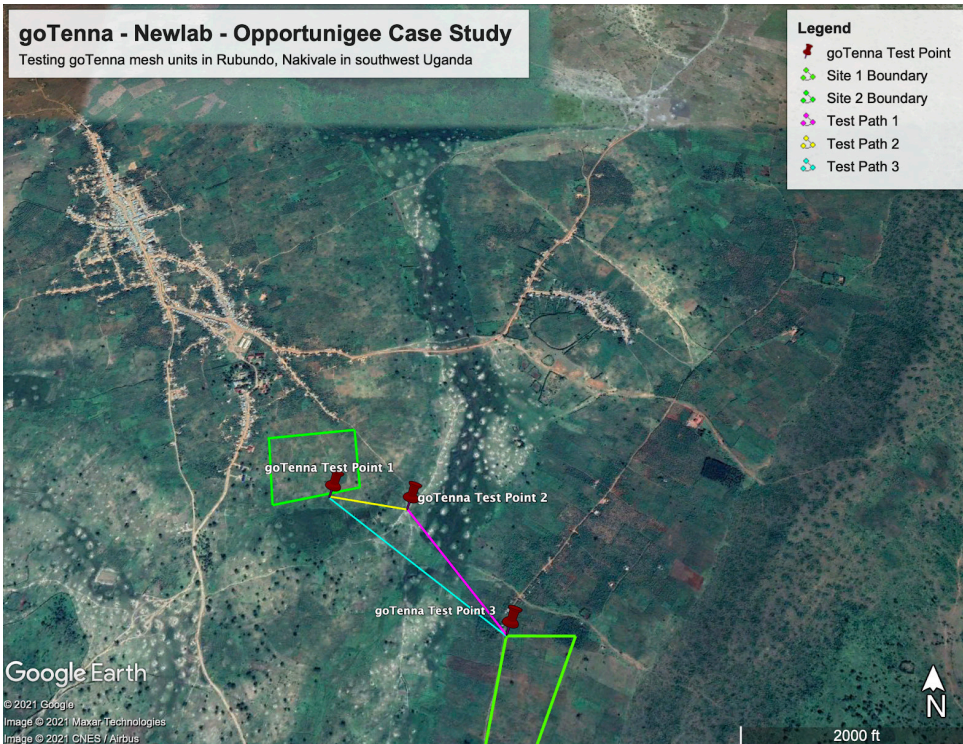 goTenna - Newlab - Opportunigee Case Study
Testing goTenna mesh units in Rubundo, Nakivale in southwest Uganda
Legend
goTenna Test Point
Site 1 Boundary
Site 2 Boundary
Test Path 1
Test Path 2
Test Path 3
goTenna Test Point 1
goTenna Test Point 2
goTenna Test Point 3
Google Earth
© 2021 Google
Image © 2021 Maxar Technologies
Image © 2021 CNES / Airbus
N
2000 ft